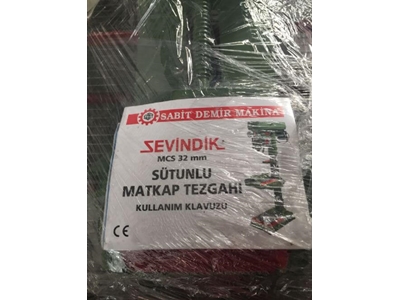 SABİT DEMİR MAKİNA
SEVİNDİK
MCS 32 mm
SÜTUNLU
MATKAP TEZGAHI
KULLANIM KLAVUZU
CE